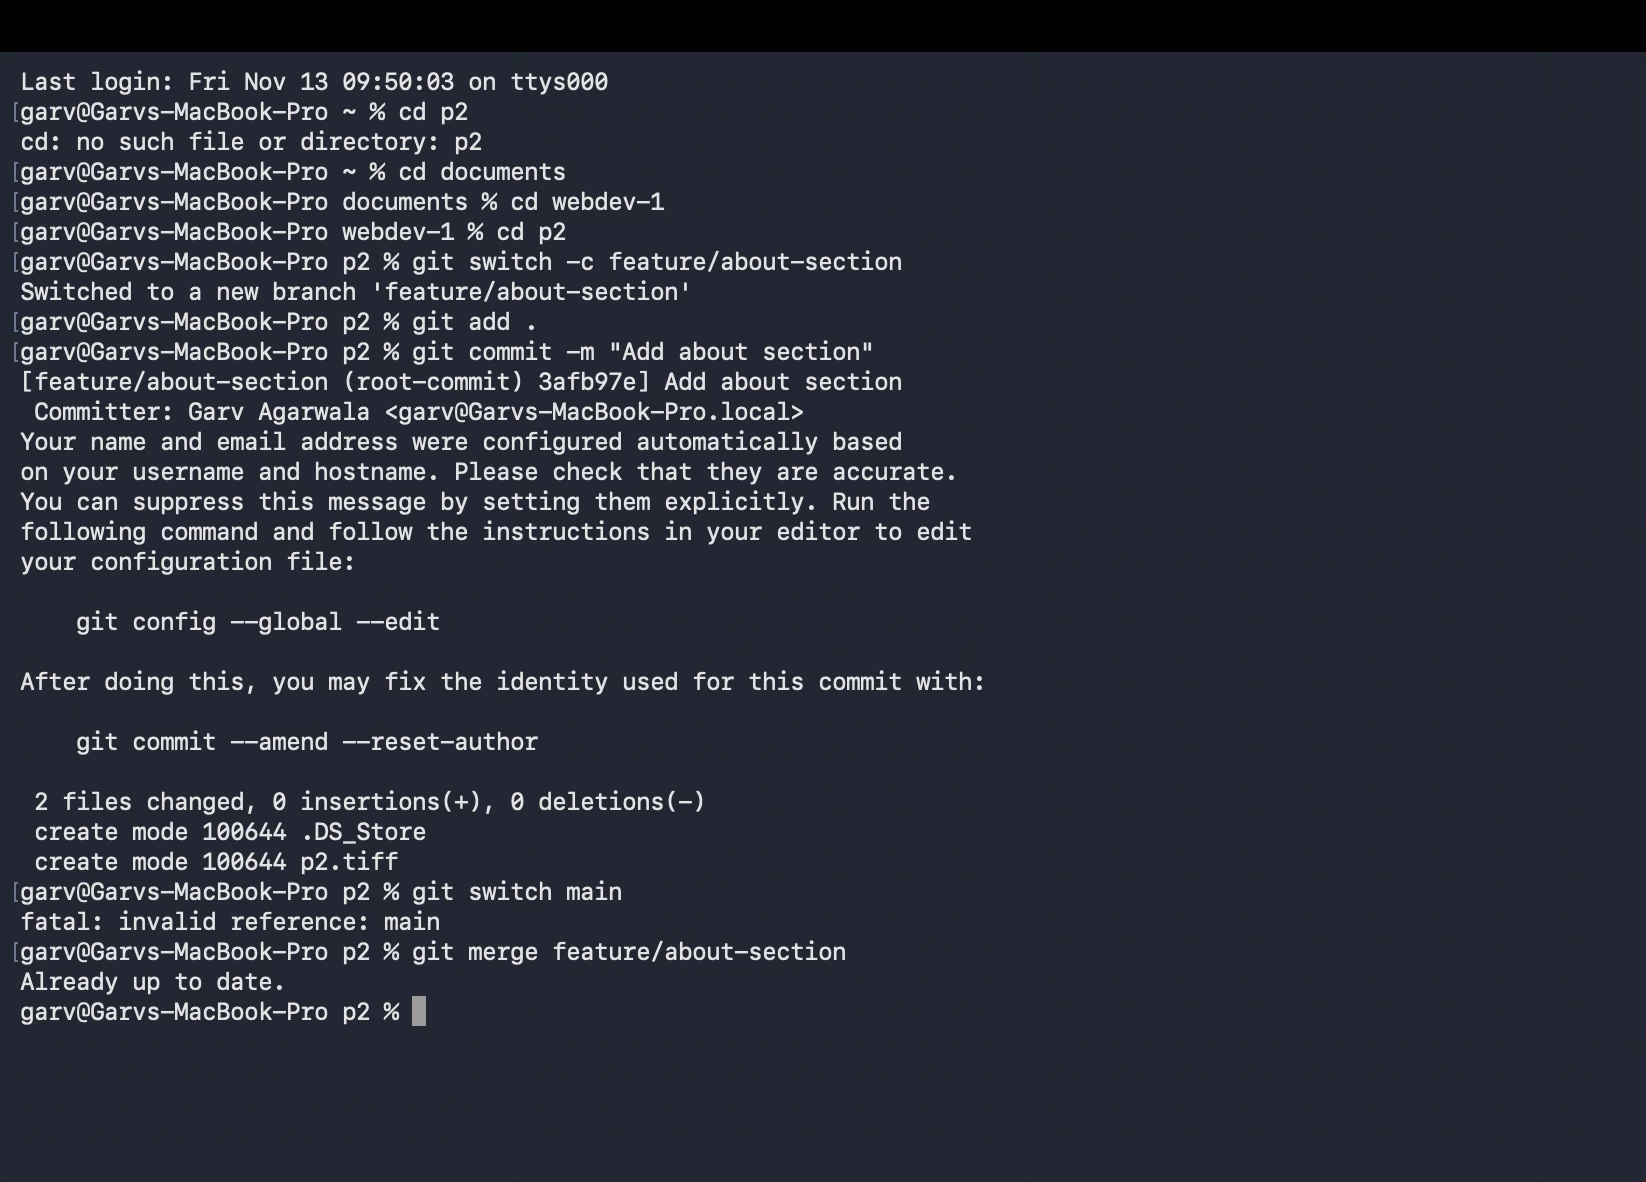 Last login: Fri Nov 13 09:50:03 on ttys000
[garv@Garvs-MacBook-Pro ~ % cd p2
cd: no such file or directory: p2
[garv@Garvs-MacBook-Pro ~ % cd documents
[garv@Garvs-MacBook-Pro documents % cd webdev-1
[garv@Garvs-MacBook-Pro webdev-1 % cd p2
[garv@Garvs-MacBook-Pro p2 % git switch -c feature/about-section
Switched to a new branch 'feature/about-section'
[garv@Garvs-MacBook-Pro p2 % git add .
[garv@Garvs-MacBook-Pro p2 % git commit -m "Add about section"
[feature/about-section (root-commit) 3afb97e] Add about section
 Committer: Garv Agarwala <garv@Garvs-MacBook-Pro.local>
Your name and email address were configured automatically based
on your username and hostname. Please check that they are accurate.
You can suppress this message by setting them explicitly. Run the
following command and follow the instructions in your editor to edit
your configuration file:

    git config --global --edit

After doing this, you may fix the identity used for this commit with:

    git commit --amend --reset-author

 2 files changed, 0 insertions(+), 0 deletions(-)
 create mode 100644 .DS_Store
 create mode 100644 p2.tiff
[garv@Garvs-MacBook-Pro p2 % git switch main
fatal: invalid reference: main
[garv@Garvs-MacBook-Pro p2 % git merge feature/about-section
Already up to date.
garv@Garvs-MacBook-Pro p2 %